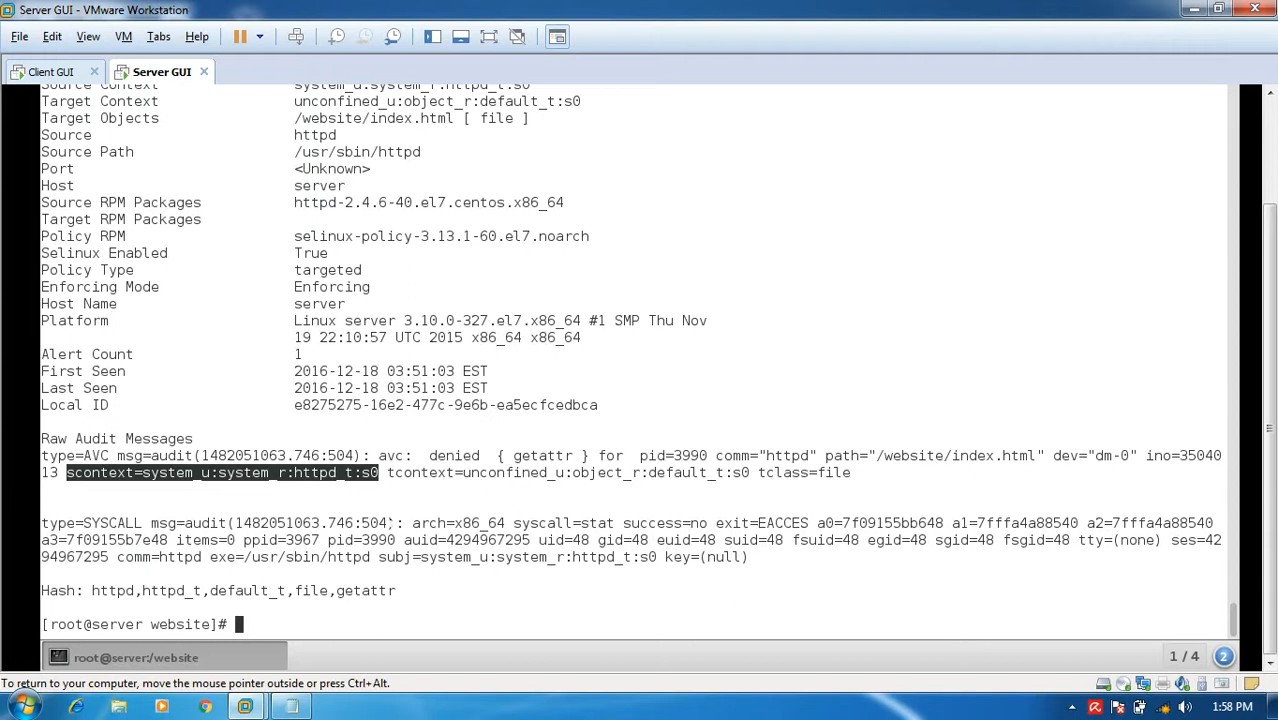 Server GUI - VMware Workstation
File Edit View VM Tabs Help
Client GUI Server GUI
Source Context system_u:system_r:httpd_t:s0
Target Context unconfined_u:object_r:default_t:s0
Target Objects /website/index.html [ file ]
Source httpd
Source Path /usr/sbin/httpd
Port <Unknown>
Host server
Source RPM Packages httpd-2.4.6-40.el7.centos.x86_64
Target RPM Packages
Policy RPM selinux-policy-3.13.1-60.el7.noarch
Selinux Enabled True
Policy Type targeted
Enforcing Mode Enforcing
Host Name server
Platform Linux server 3.10.0-327.el7.x86_64 #1 SMP Thu Nov
19 22:10:57 UTC 2015 x86_64 x86_64
Alert Count 1
First Seen 2016-12-18 03:51:03 EST
Last Seen 2016-12-18 03:51:03 EST
Local ID e8275275-16e2-477c-9e6b-ea5ecfcedbca
Raw Audit Messages
type=AVC msg=audit(1482051063.746:504): avc: denied { getattr } for pid=3990 comm="httpd" path="/website/index.html" dev="dm-0" ino=35040
13 scontext=system_u:system_r:httpd_t:s0 tcontext=unconfined_u:object_r:default_t:s0 tclass=file
type=SYSCALL msg=audit(1482051063.746:504): arch=x86_64 syscall=stat success=no exit=EACCES a0=7f09155bb648 a1=7fffa4a88540 a2=7fffa4a88540
a3=7f09155b7e48 items=0 ppid=3967 pid=3990 auid=4294967295 uid=48 gid=48 euid=48 suid=48 fsuid=48 egid=48 sgid=48 fsgid=48 tty=(none) ses=42
94967295 comm=httpd exe=/usr/sbin/httpd subj=system_u:system_r:httpd_t:s0 key=(null)
Hash: httpd,httpd_t,default_t,file,getattr
[root@server website]#
root@server:/website 1 / 4 2
To return to your computer, move the mouse pointer outside or press Ctrl+Alt.
1:58 PM